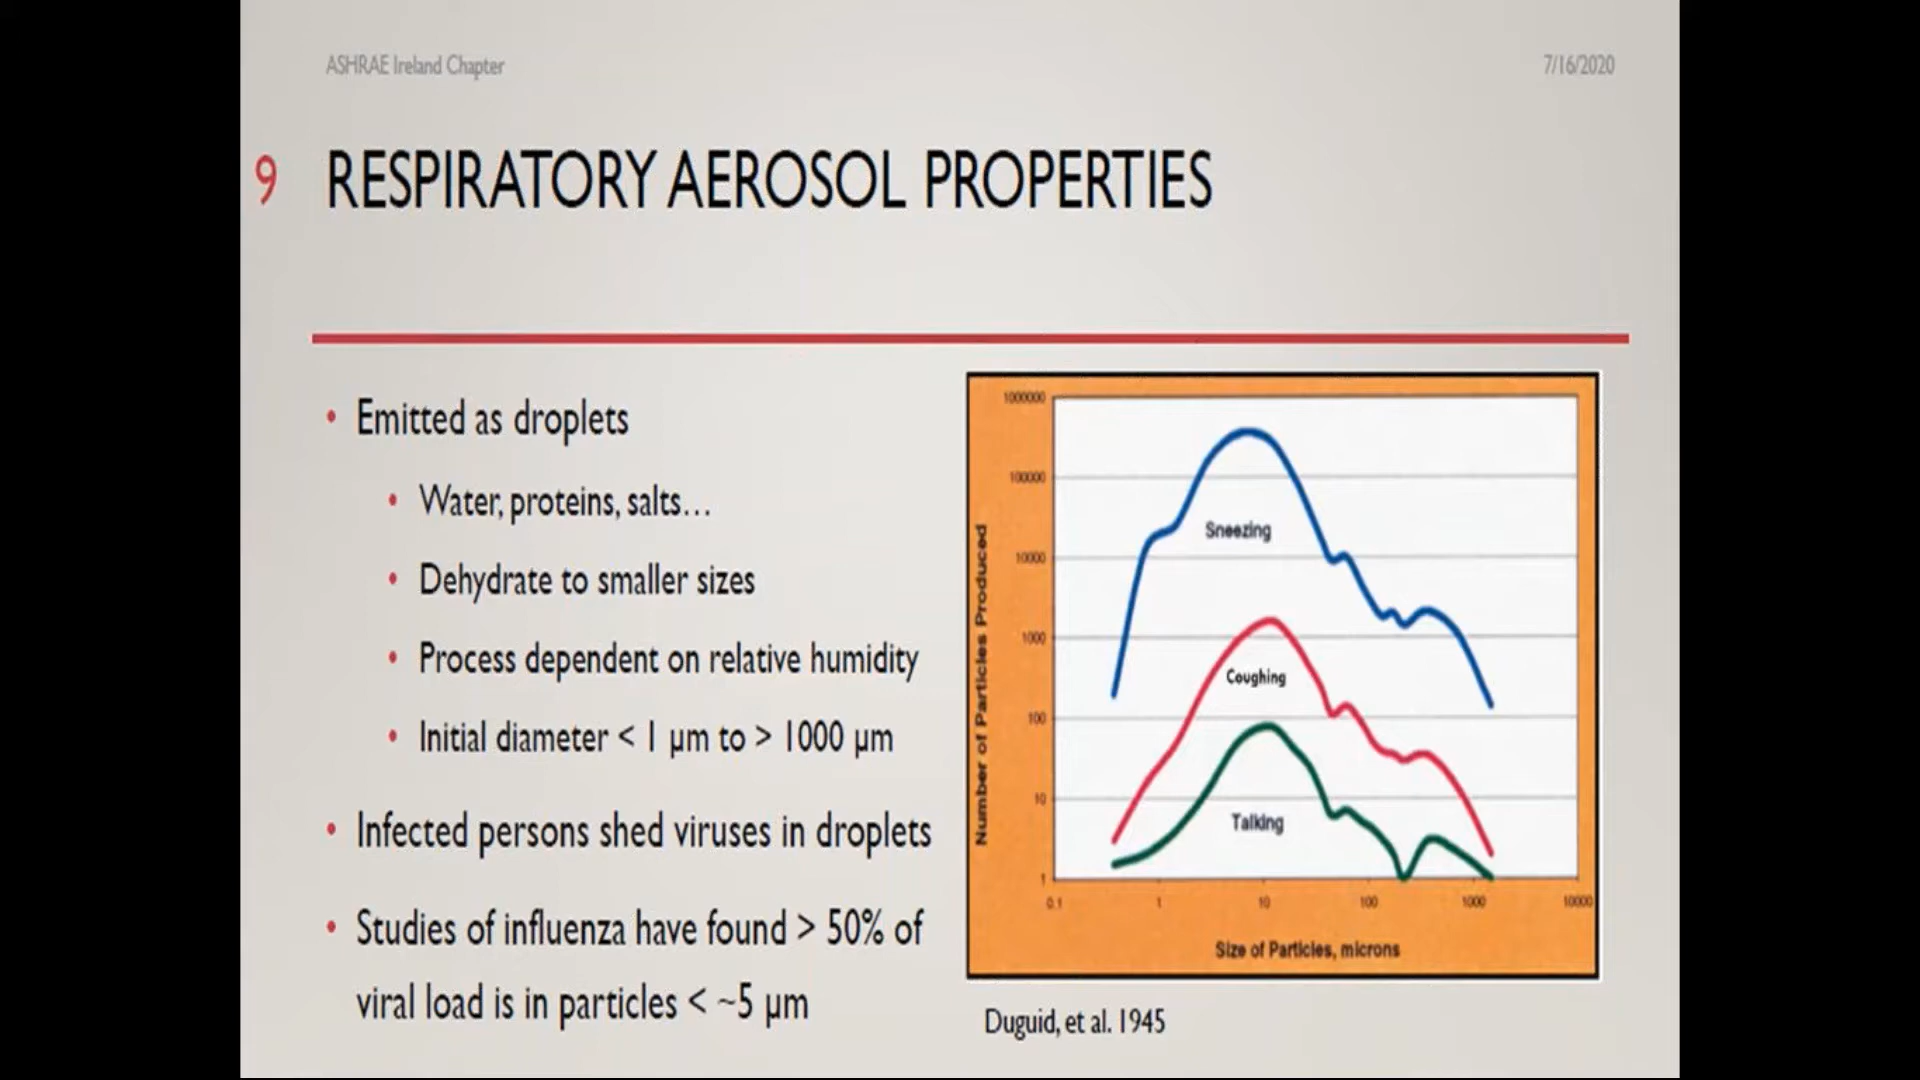 ASHRAE Ireland Chapter
7/16/2020
9
RESPIRATORY AEROSOL PROPERTIES
• Emitted as droplets
• Water, proteins, salts…
• Dehydrate to smaller sizes
• Process dependent on relative humidity
• Initial diameter < 1 µm to > 1000 µm
• Infected persons shed viruses in droplets
• Studies of influenza have found > 50% of
viral load is in particles < ~5 µm
Number of Particles Produced
1000000
100000
10000
1000
100
10
1
Sneezing
Coughing
Talking
0.1 1 10 100 1000 10000
Size of Particles, microns
Duguid, et al. 1945